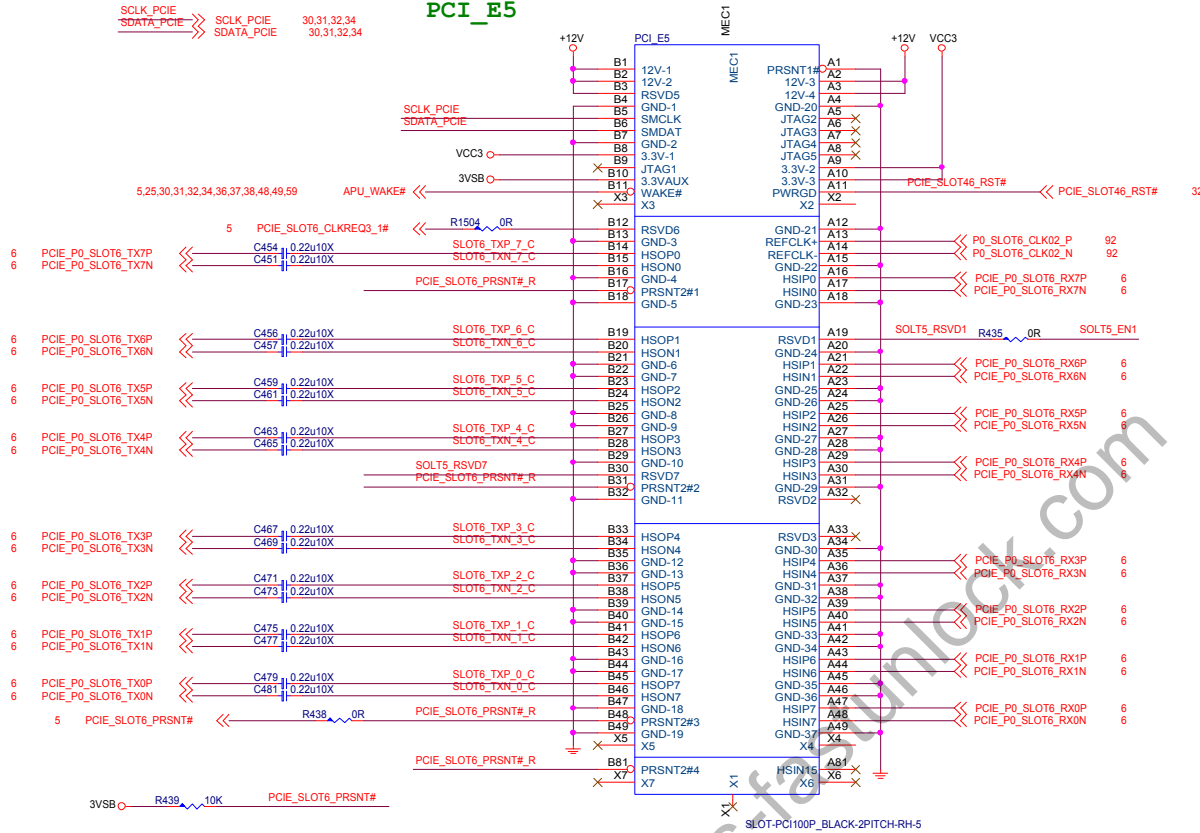 PCI_E5
SCLK_PCIE SCLK_PCIE 30,31,32,34
SDATA_PCIE SDATA_PCIE 30,31,32,34
+12V PCI_E5 MEC1 +12V VCC3
MEC1
B1 12V-1 PRSNT1# A1
B2 12V-2 12V-3 A2
B3 RSVD5 12V-4 A3
B4 GND-1 GND-20 A4
SCLK_PCIE B5 SMCLK JTAG2 A5
SDATA_PCIE B6 SMDAT JTAG3 A6
B7 GND-2 JTAG4 A7
VCC3 B8 3.3V-1 JTAG5 A8
B9 JTAG1 3.3V-2 A9
3VSB B10 3.3VAUX 3.3V-3 A10 PCIE_SLOT46_RST#
5,25,30,31,32,34,36,37,38,48,49,59 APU_WAKE# B11 WAKE# PWRGD A11 PCIE_SLOT46_RST# 32
X3 X3 X2 X2
5 PCIE_SLOT6_CLKREQ3_1# R1504 0R B12 RSVD6 GND-21 A12
B13 GND-3 REFCLK+ A13 P0_SLOT6_CLK02_P 92
6 PCIE_P0_SLOT6_TX7P C454 0.22u10X SLOT6_TXP_7_C B14 HSOP0 REFCLK- A14 P0_SLOT6_CLK02_N 92
6 PCIE_P0_SLOT6_TX7N C451 0.22u10X SLOT6_TXN_7_C B15 HSON0 GND-22 A15
B16 GND-4 HSIP0 A16 PCIE_P0_SLOT6_RX7P 6
PCIE_SLOT6_PRSNT#_R B17 PRSNT2#1 HSIN0 A17 PCIE_P0_SLOT6_RX7N 6
B18 GND-5 GND-23 A18
6 PCIE_P0_SLOT6_TX6P C456 0.22u10X SLOT6_TXP_6_C B19 HSOP1 RSVD1 A19 SOLT5_RSVD1 R435 0R SOLT5_EN1
6 PCIE_P0_SLOT6_TX6N C457 0.22u10X SLOT6_TXN_6_C B20 HSON1 GND-24 A20
B21 GND-6 HSIP1 A21 PCIE_P0_SLOT6_RX6P 6
B22 GND-7 HSIN1 A22 PCIE_P0_SLOT6_RX6N 6
6 PCIE_P0_SLOT6_TX5P C459 0.22u10X SLOT6_TXP_5_C B23 HSOP2 GND-25 A23
6 PCIE_P0_SLOT6_TX5N C461 0.22u10X SLOT6_TXN_5_C B24 HSON2 GND-26 A24
B25 GND-8 HSIP2 A25 PCIE_P0_SLOT6_RX5P 6
B26 GND-9 HSIN2 A26 PCIE_P0_SLOT6_RX5N 6
6 PCIE_P0_SLOT6_TX4P C463 0.22u10X SLOT6_TXP_4_C B27 HSOP3 GND-27 A27
6 PCIE_P0_SLOT6_TX4N C465 0.22u10X SLOT6_TXN_4_C B28 HSON3 GND-28 A28
B29 GND-10 HSIP3 A29 PCIE_P0_SLOT6_RX4P 6
SOLT5_RSVD7 B30 RSVD7 HSIN3 A30 PCIE_P0_SLOT6_RX4N 6
PCIE_SLOT6_PRSNT#_R B31 PRSNT2#2 GND-29 A31
B32 GND-11 RSVD2 A32
6 PCIE_P0_SLOT6_TX3P C467 0.22u10X SLOT6_TXP_3_C B33 HSOP4 RSVD3 A33
6 PCIE_P0_SLOT6_TX3N C469 0.22u10X SLOT6_TXN_3_C B34 HSON4 GND-30 A34
B35 GND-12 HSIP4 A35 PCIE_P0_SLOT6_RX3P 6
B36 GND-13 HSIN4 A36 PCIE_P0_SLOT6_RX3N 6
6 PCIE_P0_SLOT6_TX2P C471 0.22u10X SLOT6_TXP_2_C B37 HSOP5 GND-31 A37
6 PCIE_P0_SLOT6_TX2N C473 0.22u10X SLOT6_TXN_2_C B38 HSON5 GND-32 A38
B39 GND-14 HSIP5 A39 PCIE_P0_SLOT6_RX2P 6
B40 GND-15 HSIN5 A40 PCIE_P0_SLOT6_RX2N 6
6 PCIE_P0_SLOT6_TX1P C475 0.22u10X SLOT6_TXP_1_C B41 HSOP6 GND-33 A41
6 PCIE_P0_SLOT6_TX1N C477 0.22u10X SLOT6_TXN_1_C B42 HSON6 GND-34 A42
B43 GND-16 HSIP6 A43 PCIE_P0_SLOT6_RX1P 6
B44 GND-17 HSIN6 A44 PCIE_P0_SLOT6_RX1N 6
6 PCIE_P0_SLOT6_TX0P C479 0.22u10X SLOT6_TXP_0_C B45 HSOP7 GND-35 A45
6 PCIE_P0_SLOT6_TX0N C481 0.22u10X SLOT6_TXN_0_C B46 HSON7 GND-36 A46
B47 GND-18 HSIP7 A47 PCIE_P0_SLOT6_RX0P 6
5 PCIE_SLOT6_PRSNT# R438 0R PCIE_SLOT6_PRSNT#_R B48 PRSNT2#3 HSIN7 A48 PCIE_P0_SLOT6_RX0N 6
B49 GND-19 GND-37 A49
X5 X5 X4 X4
PCIE_SLOT6_PRSNT#_R B81 PRSNT2#4 HSIN15 A81
X7 X7 X1 X6 X6
3VSB R439 10K PCIE_SLOT6_PRSNT# X1
SLOT-PCI100P_BLACK-2PITCH-RH-5
s-fastunlock.com